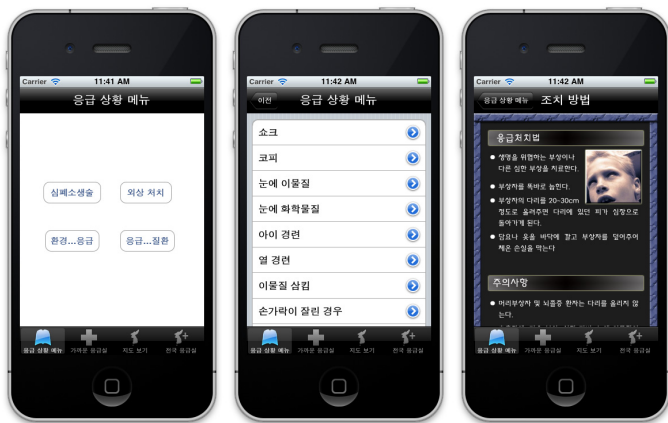 Carrier 11:41 AM
응급 상황 메뉴
심폐소생술 외상 처치
환경...응급 응급...질환
응급 상황 메뉴 가까운 응급실 지도 보기 전국 응급실
Carrier 11:42 AM
이전 응급 상황 메뉴
쇼크
코피
눈에 이물질
눈에 화학물질
아이 경련
열 경련
이물질 삼킴
손가락이 잘린 경우
응급 상황 메뉴 가까운 응급실 지도 보기 전국 응급실
Carrier 11:42 AM
응급 상황 메뉴 조치 방법
응급처치법
• 생명을 위협하는 부상이나
다른 심한 부상을 치료한다.
• 부상자를 똑바로 눕힌다.
• 부상자의 다리를 20-30cm
정도로 올려주면 다리에 있던 피가 심장으로
돌아가게 된다.
• 담요나 옷을 바닥에 깔고 부상자를 덮어주어
체온 손실을 막는다
주의사항
• 머리부상자 및 뇌졸중 환자는 다리를 올리지 않
는다.
응급 상황 메뉴 가까운 응급실 지도 보기 전국 응급실